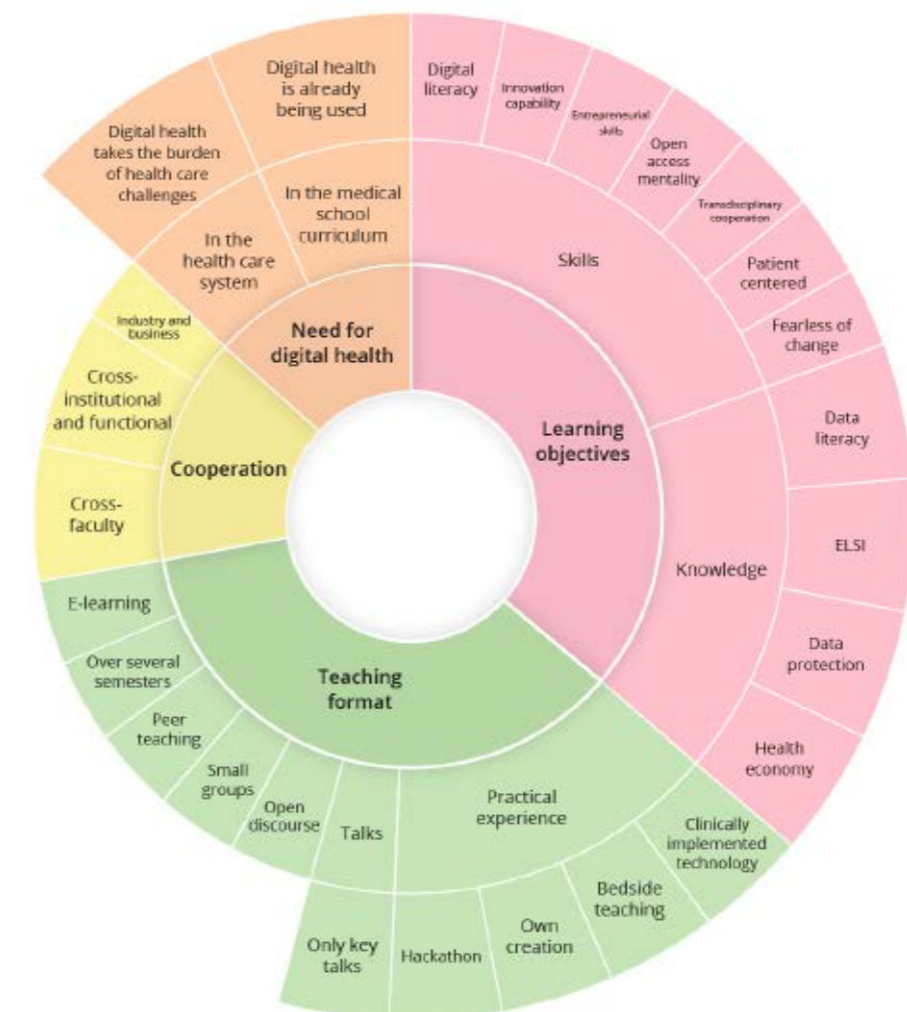 Digital health
is already
being used
Digital health
takes the burden
of health care
challenges
In the medical
school
curriculum
In the
health care
system
Need for
digital health
Digital
literacy
Innovation
capability
Entrepreneurial
skills
Open
access
mentality
Transdisciplinary
cooperation
Patient
centered
Fearless of
change
Skills
Learning
objectives
Knowledge
Data
literacy
ELSI
Data
protection
Health
economy
Industry and
business
Cross-
institutional
and functional
Cross-
faculty
Cooperation
Teaching
format
E-learning
Over several
semesters
Peer
teaching
Small
groups
Open
discourse
Talks
Practical
experience
Only key
talks
Hackathon
Own
creation
Bedside
teaching
Clinically
implemented
technology